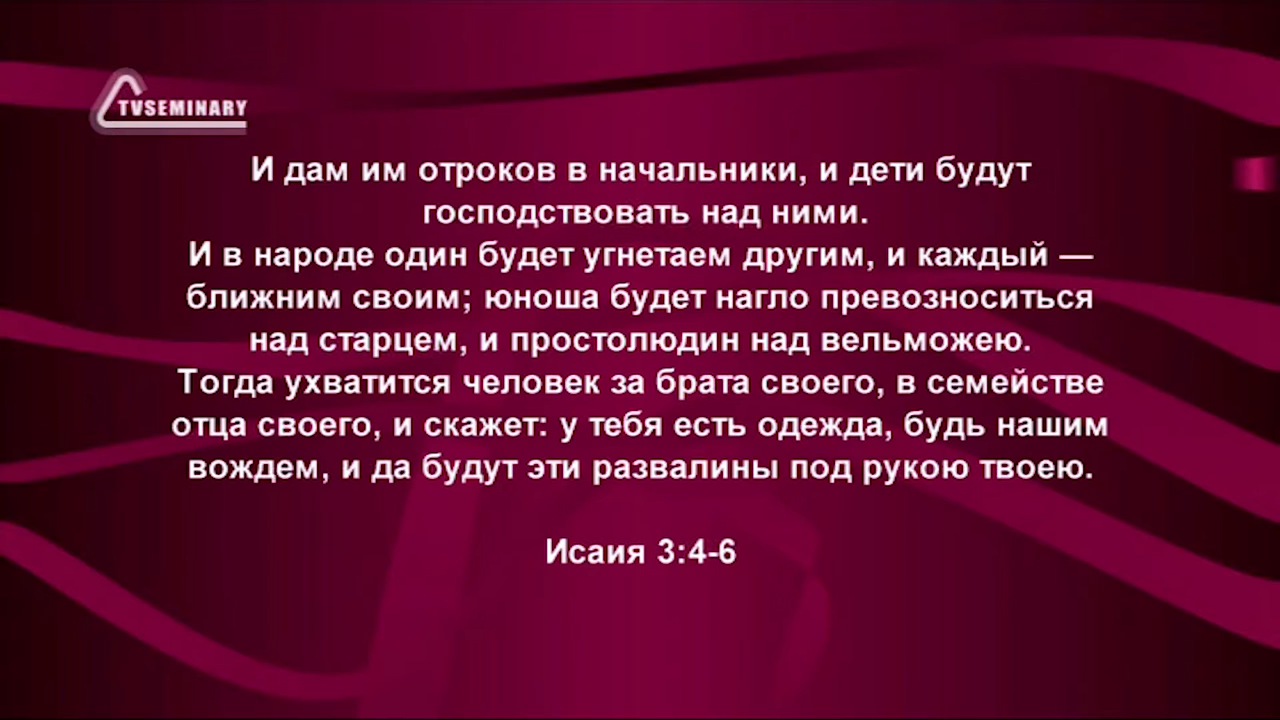 TVSEMINARY
И дам им отроков в начальники, и дети будут
господствовать над ними.
И в народе один будет угнетаем другим, и каждый —
ближним своим; юноша будет нагло превозноситься
над старцем, и простолюдин над вельможею.
Тогда ухватится человек за брата своего, в семействе
отца своего, и скажет: у тебя есть одежда, будь нашим
вождем, и да будут эти развалины под рукою твоею.
Исаия 3:4-6